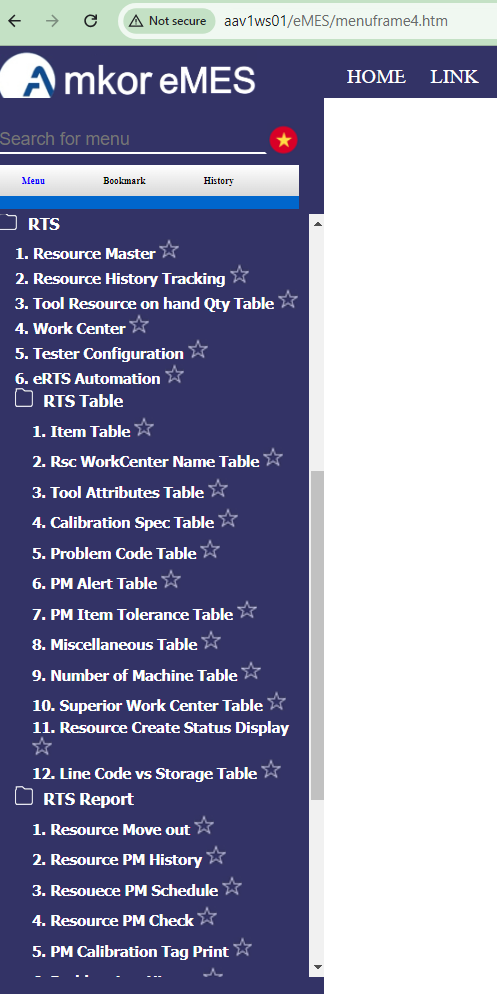 Not secure aav1ws01/eMES/menuframe4.htm
Amkor eMES
HOME LINK
Search for menu
Menu Bookmark History
RTS
1. Resource Master
2. Resource History Tracking
3. Tool Resource on hand Qty Table
4. Work Center
5. Tester Configuration
6. eRTS Automation
RTS Table
1. Item Table
2. Rsc WorkCenter Name Table
3. Tool Attributes Table
4. Calibration Spec Table
5. Problem Code Table
6. PM Alert Table
7. PM Item Tolerance Table
8. Miscellaneous Table
9. Number of Machine Table
10. Superior Work Center Table
11. Resource Create Status Display
12. Line Code vs Storage Table
RTS Report
1. Resource Move out
2. Resource PM History
3. Resouece PM Schedule
4. Resource PM Check
5. PM Calibration Tag Print